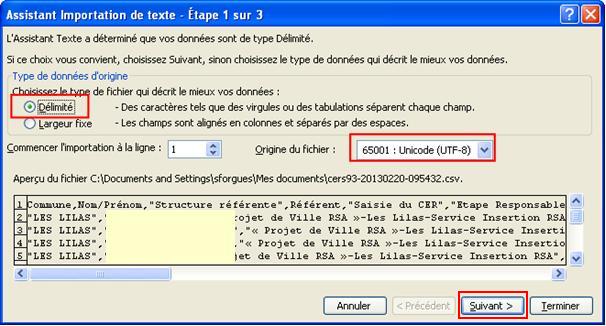 Assistant Importation de texte - Étape 1 sur 3
L'Assistant Texte a déterminé que vos données sont de type Délimité.
Si ce choix vous convient, choisissez Suivant, sinon choisissez le type de données qui décrit le mieux vos données.
Type de données d'origine
Choisissez le type de fichier qui décrit le mieux vos données :
Délimité - Des caractères tels que des virgules ou des tabulations séparent chaque champ.
Largeur fixe - Les champs sont alignés en colonnes et séparés par des espaces.
Commencer l'importation à la ligne : 1 Origine du fichier : 65001 : Unicode (UTF-8)
Aperçu du fichier C:\Documents and Settings\sforgues\Mes documents\cers93-20130220-095432.csv.
1 Commune,Nom/Prénom,"Structure référente",Référent,"Saisie du CER","Etape Responsable
2 "LES LILAS"," rojet de Ville RSA »-Les Lilas-Service Insertion RSA
3 "LES LILAS"," ","« Projet de Ville RSA »-Les Lilas-Service Inserti
4 "LES LILAS"," ,"« Projet de Ville RSA »-Les Lilas-Service Inserti
5 "LES LILAS"," rojet de Ville RSA »-Les Lilas-Service Insertion RSA",
Annuler < Précédent Suivant > Terminer